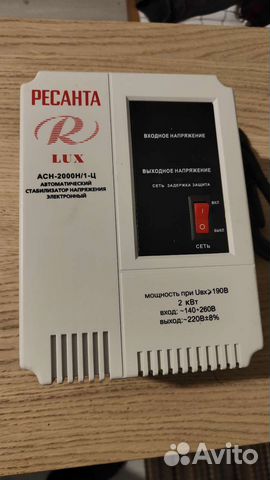 РЕСАНТА
R
LUX
АСН-2000Н/1-Ц
АВТОМАТИЧЕСКИЙ
СТАБИЛИЗАТОР НАПРЯЖЕНИЯ
ЭЛЕКТРОННЫЙ
ВХОДНОЕ НАПРЯЖЕНИЕ
ВЫХОДНОЕ НАПРЯЖЕНИЕ
СЕТЬ ЗАДЕРЖКА ЗАЩИТА
ВКЛ
ВЫКЛ
СЕТЬ
мощность при Uвх≥190В
2 кВт
вход: ~140÷260В
выход:~220В±8%
Avito